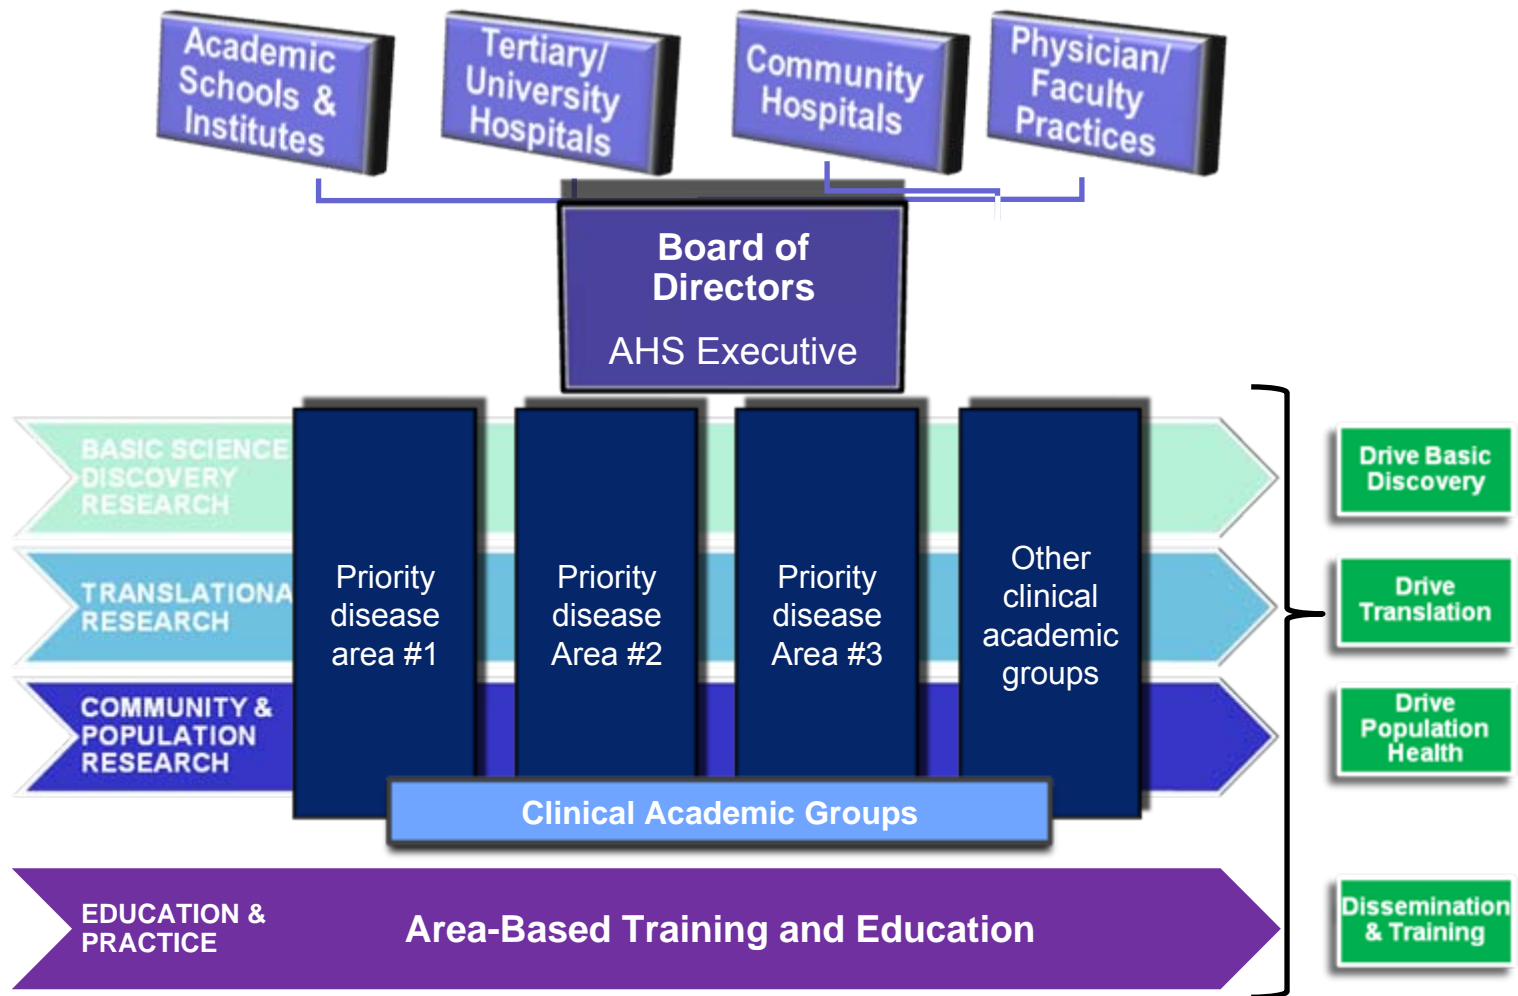 Academic
Schools &
Institutes
Tertiary/
University
Hospitals
Community
Hospitals
Physician/
Faculty
Practices
Board of
Directors
AHS Executive
BASIC SCIENCE
DISCOVERY
RESEARCH
TRANSLATIONA
RESEARCH
COMMUNITY &
POPULATION
RESEARCH
Priority
disease
area #1
Priority
disease
Area #2
Priority
disease
Area #3
Other
clinical
academic
groups
Clinical Academic Groups
EDUCATION &
PRACTICE
Area-Based Training and Education
Drive Basic
Discovery
Drive
Translation
Drive
Population
Health
Dissemination
& Training